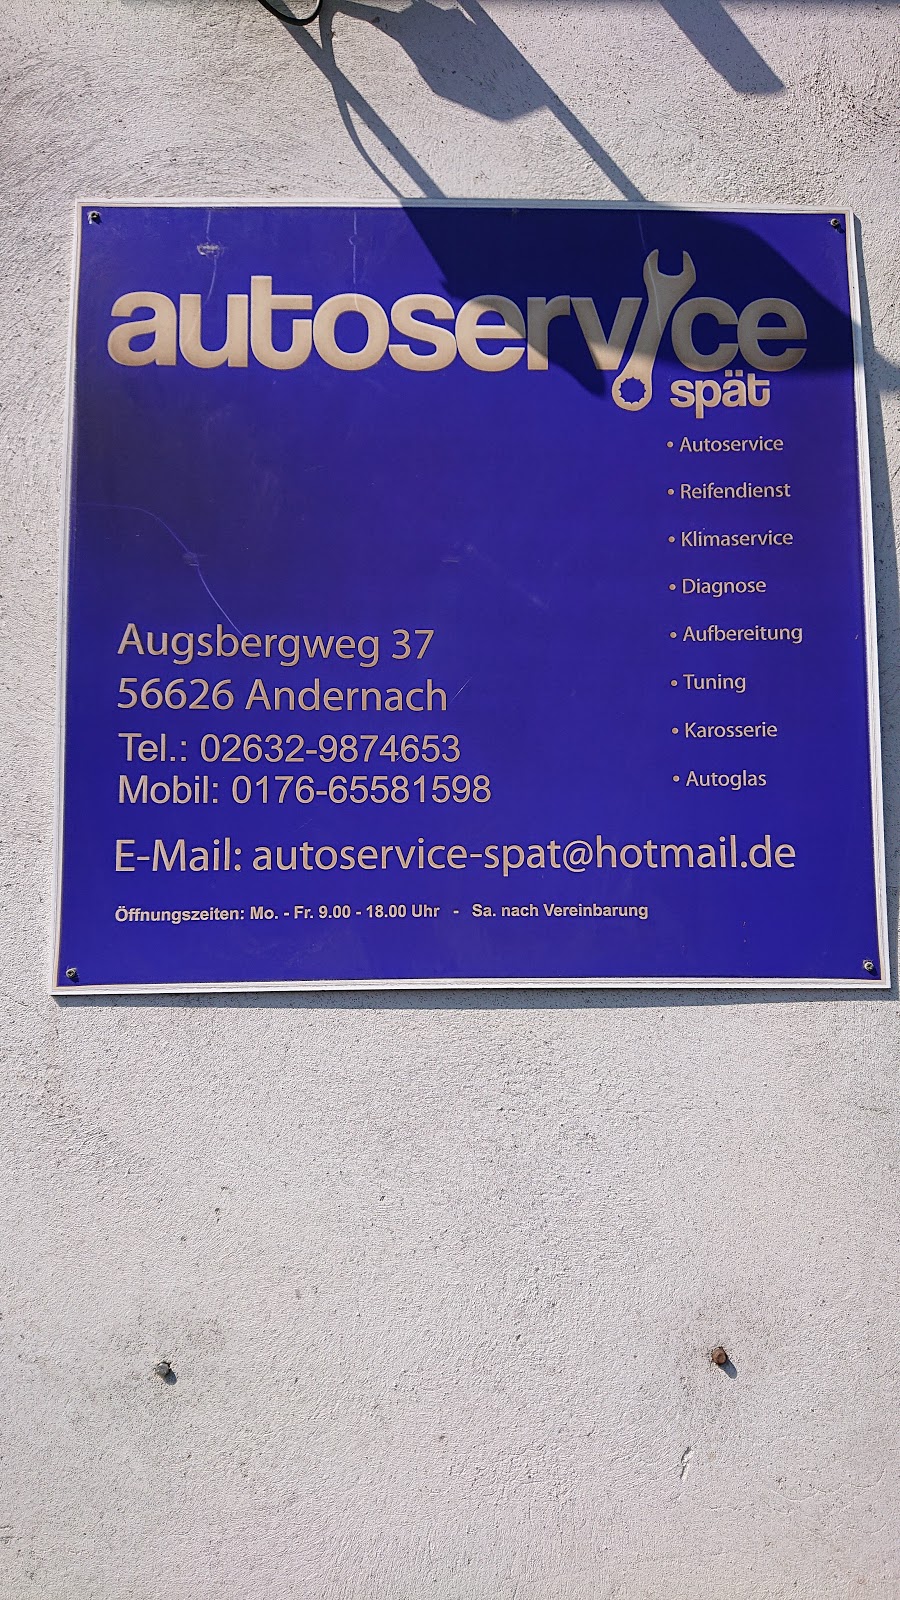 autoservice
spät
• Autoservice
• Reifendienst
• Klimaservice
• Diagnose
• Aufbereitung
• Tuning
• Karosserie
• Autoglas
Augsbergweg 37
56626 Andernach
Tel.: 02632-9874653
Mobil: 0176-65581598
E-Mail: autoservice-spat@hotmail.de
Öffnungszeiten: Mo. - Fr. 9.00 - 18.00 Uhr - Sa. nach Vereinbarung